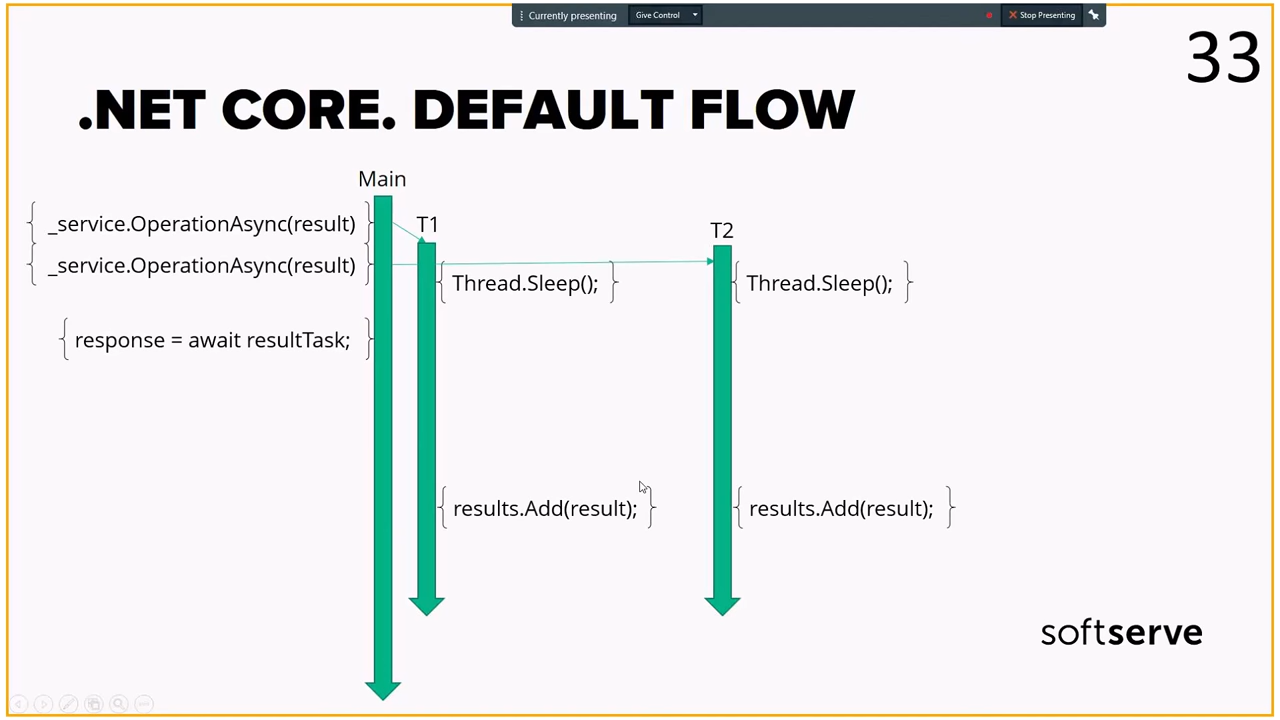 Currently presenting
Give Control
Stop Presenting
33
.NET CORE. DEFAULT FLOW
Main
_service.OperationAsync(result)
T1
T2
_service.OperationAsync(result)
Thread.Sleep();
Thread.Sleep();
response = await resultTask;
results.Add(result);
results.Add(result);
softserve